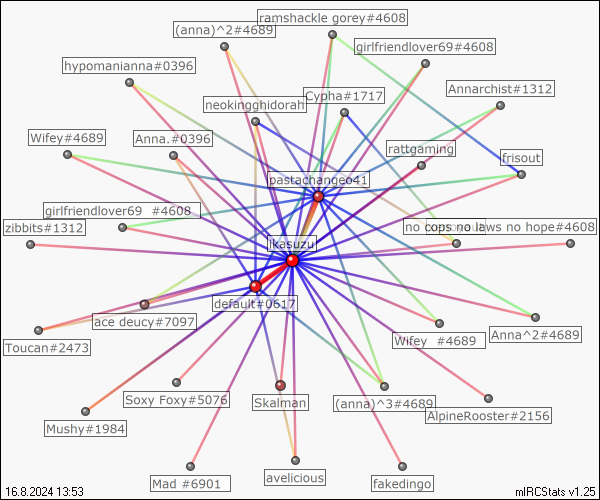 ramshackle gorey#4608
(anna)^2#4689
girlfriendlover69#4608
hypomanianna#0396
Annarchist#1312
Cypha#1717
neokingghidorah
Wifey#4689
Anna.#0396
rattgaming
frisout
pastachangeo41
girlfriendlover69 #4608
zibbits#1312
no cops no laws no hope#4608
ikasuzu
default#0617
ace deucy#7097
Toucan#2473
Wifey #4689
Anna^2#4689
Soxy Foxy#5076
Skalman
(anna)^3#4689
AlpineRooster#2156
Mushy#1984
Mad #6901
avelicious
fakedingo
16.8.2024 13:53
mIRCStats v1.25